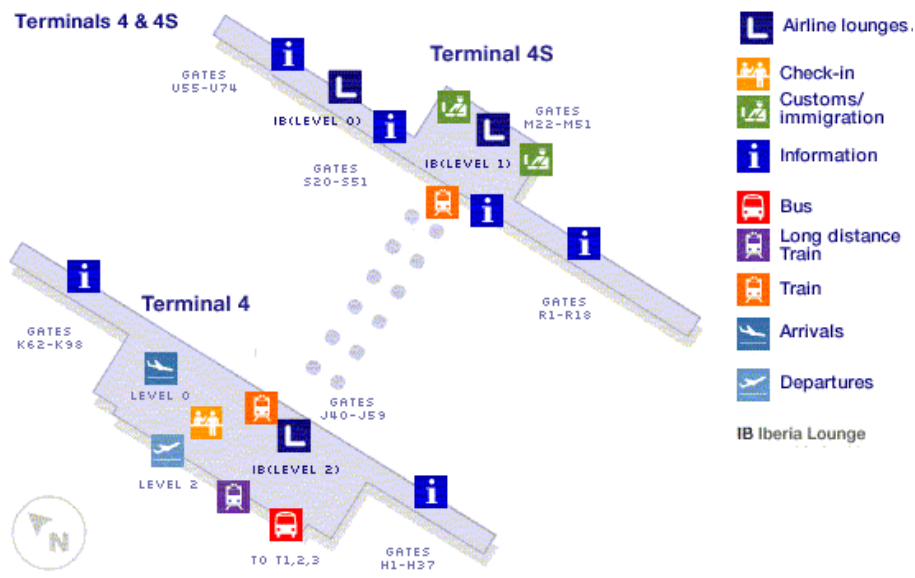 Terminals 4 & 4S
Terminal 4S
GATES
U55-U74
IB(LEVEL 0)
GATES
M22-M51
IB(LEVEL 1)
GATES
S20-S51
GATES
R1-R18
Terminal 4
GATES
K62-K98
LEVEL 0
GATES
J40-J59
IB(LEVEL 2)
LEVEL 2
TO T1,2,3
GATES
H1-H37
N
Airline lounges.
Check-in
Customs/
immigration
Information
Bus
Long distance
Train
Train
Arrivals
Departures
IB Iberia Lounge